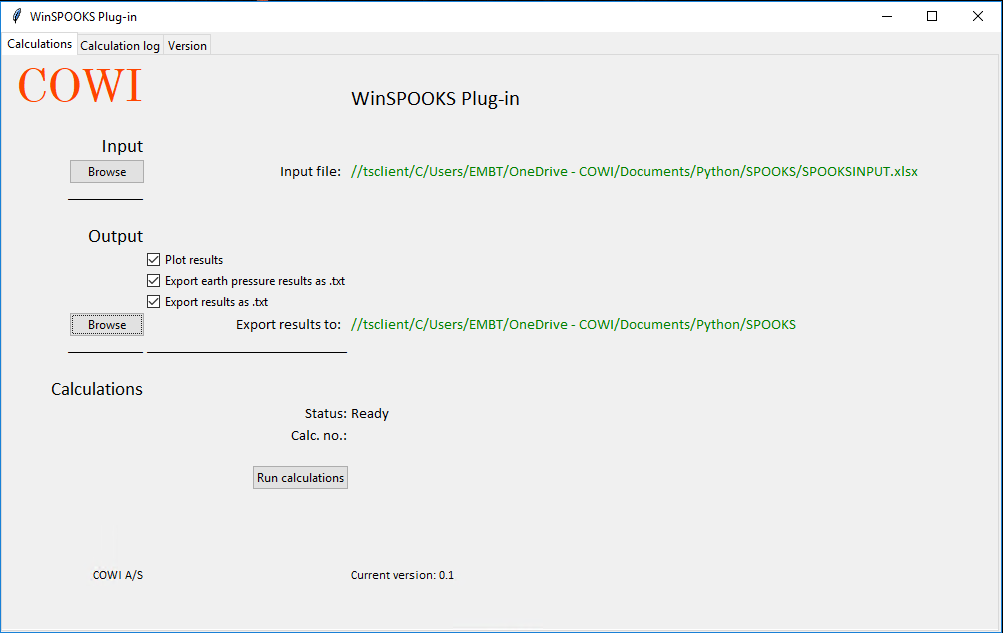 WinSPOOKS Plug-in
Calculations Calculation log Version
COWI
WinSPOOKS Plug-in
Input
Browse Input file: //tsclient/C/Users/EMBT/OneDrive - COWI/Documents/Python/SPOOKS/SPOOKSINPUT.xlsx
Output
Plot results
Export earth pressure results as .txt
Export results as .txt
Browse Export results to: //tsclient/C/Users/EMBT/OneDrive - COWI/Documents/Python/SPOOKS
Calculations
Status: Ready
Calc. no.:
Run calculations
COWI A/S Current version: 0.1